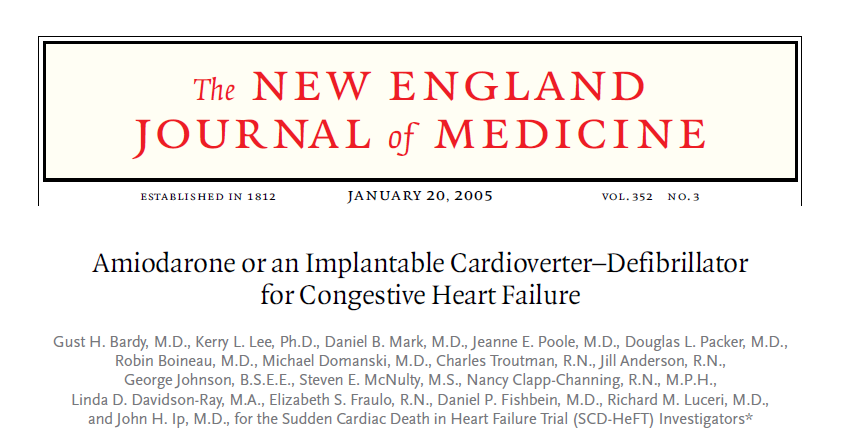 The NEW ENGLAND
JOURNAL of MEDICINE
ESTABLISHED IN 1812 JANUARY 20, 2005 VOL. 352 NO. 3
Amiodarone or an Implantable Cardioverter–Defibrillator
for Congestive Heart Failure
Gust H. Bardy, M.D., Kerry L. Lee, Ph.D., Daniel B. Mark, M.D., Jeanne E. Poole, M.D., Douglas L. Packer, M.D.,
Robin Boineau, M.D., Michael Domanski, M.D., Charles Troutman, R.N., Jill Anderson, R.N.,
George Johnson, B.S.E.E., Steven E. McNulty, M.S., Nancy Clapp-Channing, R.N., M.P.H.,
Linda D. Davidson-Ray, M.A., Elizabeth S. Fraulo, R.N., Daniel P. Fishbein, M.D., Richard M. Luceri, M.D.,
and John H. Ip, M.D., for the Sudden Cardiac Death in Heart Failure Trial (SCD-HeFT) Investigators*